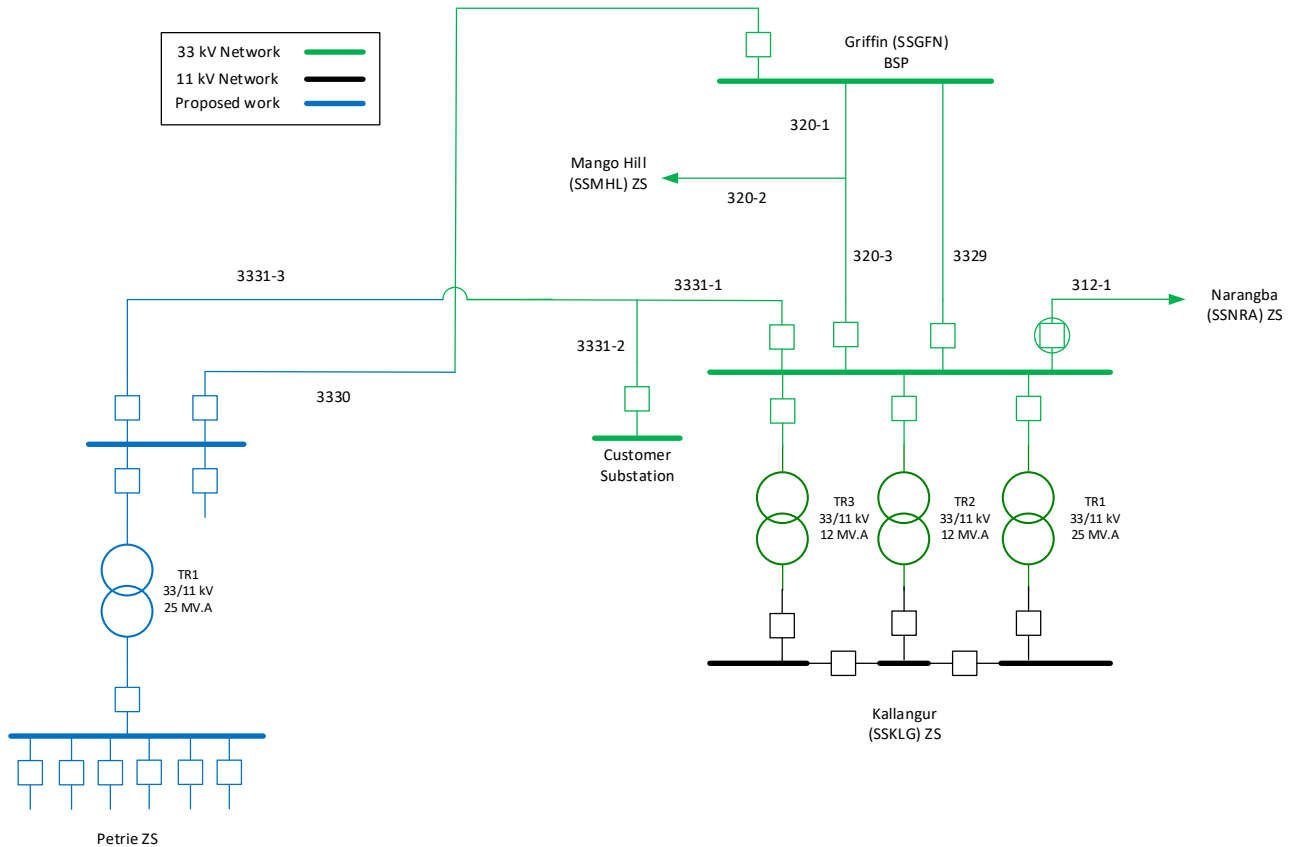 33 kV Network
11 kV Network
Proposed work
Griffin (SSGFN)
BSP
320-1
Mango Hill
(SSMHL) ZS
320-2
320-3
3329
3331-3
3331-1
312-1
Narangba
(SSNRA) ZS
3331-2
3330
Customer
Substation
TR3
33/11 kV
12 MV.A
TR2
33/11 kV
12 MV.A
TR1
33/11 kV
25 MV.A
TR1
33/11 kV
25 MV.A
Kallangur
(SSKLG) ZS
Petrie ZS